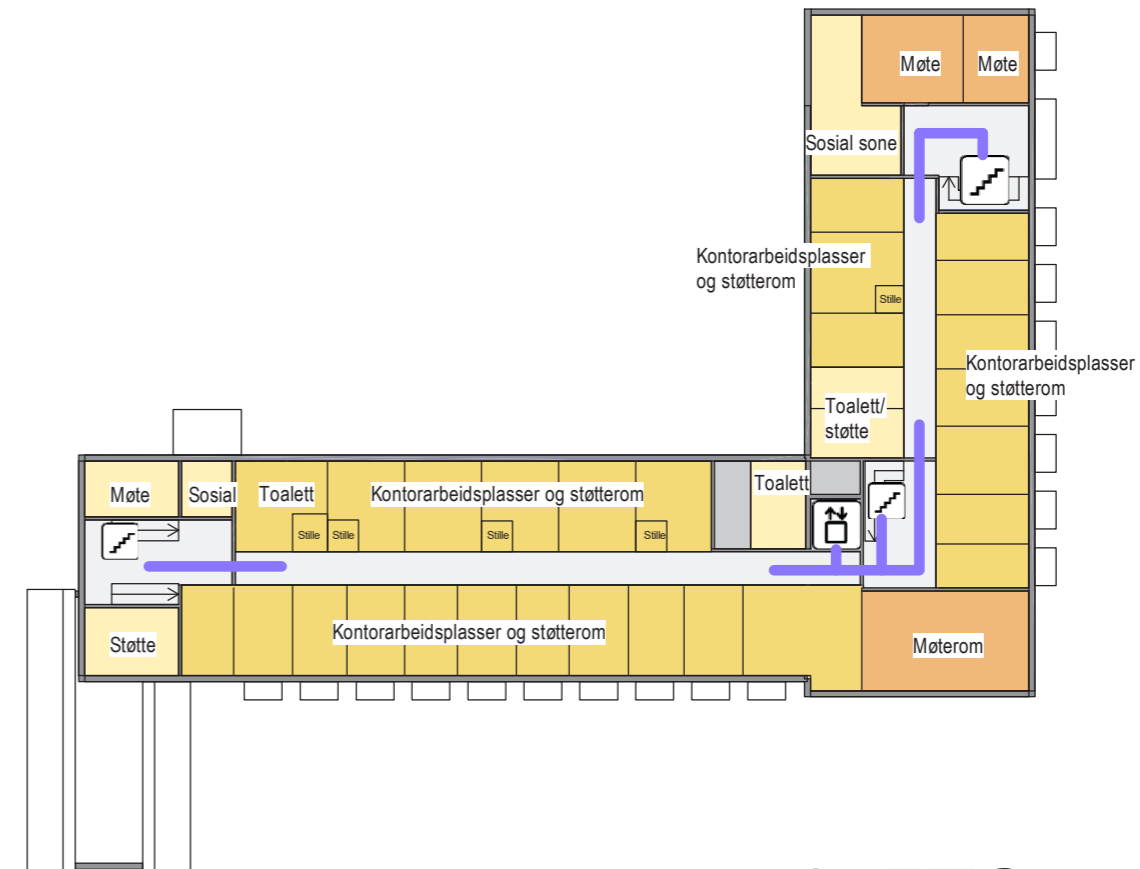 Møte
Møte
Sosial sone
Kontorarbeidsplasser
og støtterom
Stille
Kontorarbeidsplasser
og støtterom
Toalett/
støtte
Møte
Sosial
Toalett
Kontorarbeidsplasser og støtterom
Toalett
Stille
Stille
Stille
Stille
Kontorarbeidsplasser og støtterom
Støtte
Møterom